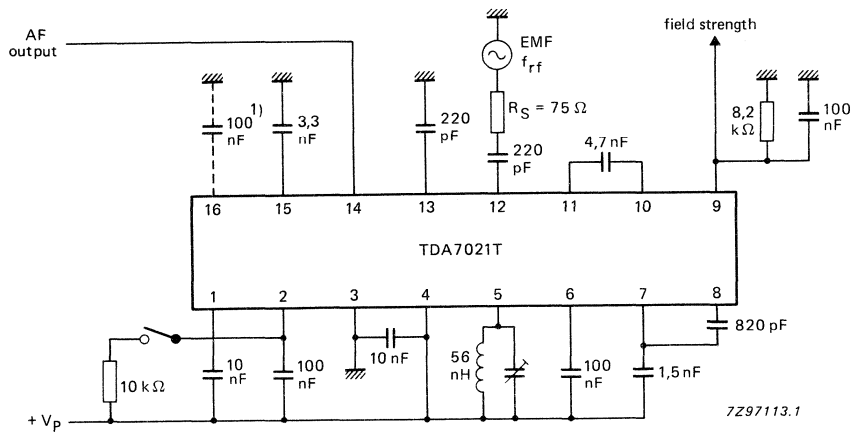 AF
output
EMF
f_rf
field strength
100 1)
nF
3,3
nF
220
pF
R_S = 75 Ω
220
pF
4,7 nF
8,2
kΩ
100
nF
16 15 14 13 12 11 10 9
TDA7021T
1 2 3 4 5 6 7 8
10 kΩ
10
nF
100
nF
10 nF
56
nH
100
nF
1,5 nF
820 pF
+ V_P
7Z97113.1